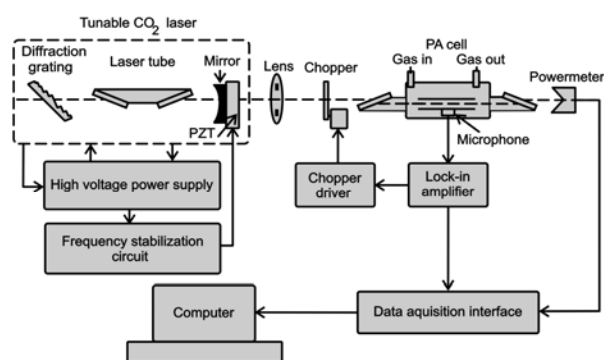 Tunable CO2 laser
Diffraction
grating
Laser tube
Mirror
PZT
Lens
Chopper
PA cell
Gas in
Gas out
Powermeter
Microphone
High voltage power supply
Chopper
driver
Lock-in
amplifier
Frequency stabilization
circuit
Computer
Data aquisition interface